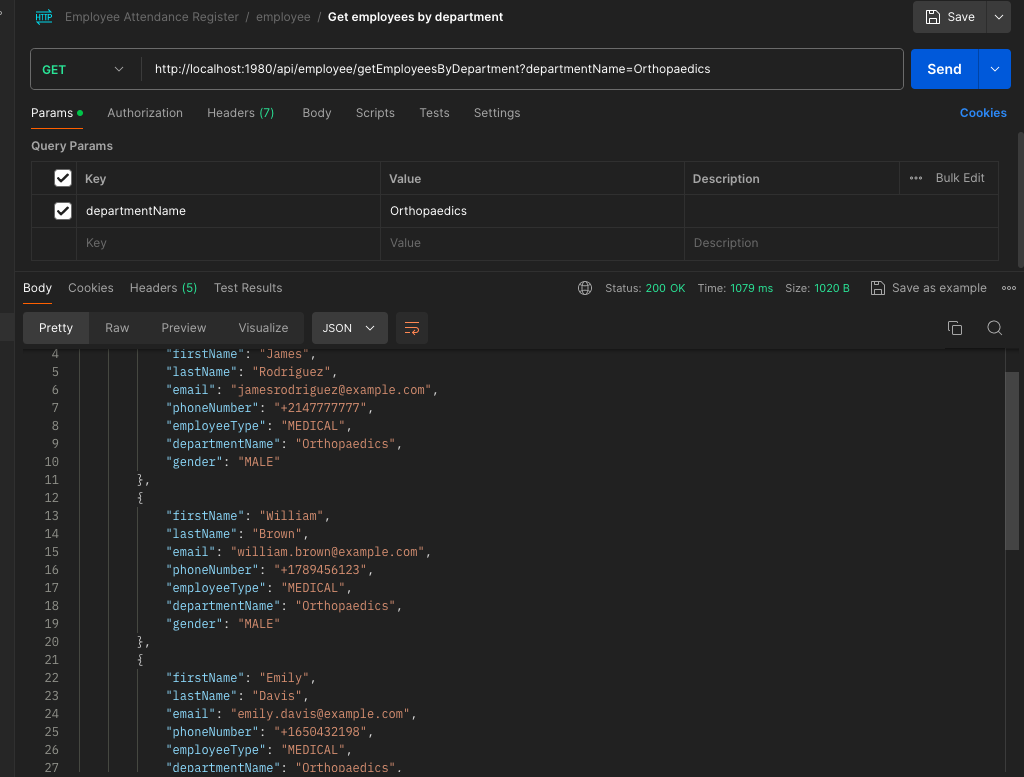 HTTP Employee Attendance Register / employee / Get employees by department Save
GET http://localhost:1980/api/employee/getEmployeesByDepartment?departmentName=Orthopaedics Send
Params Authorization Headers (7) Body Scripts Tests Settings Cookies
Query Params
Key Value Description ••• Bulk Edit
departmentName Orthopaedics
Key Value Description
Body Cookies Headers (5) Test Results Status: 200 OK Time: 1079 ms Size: 1020 B Save as example •••
Pretty Raw Preview Visualize JSON
4 "firstName": "James",
5 "lastName": "Rodriguez",
6 "email": "jamesrodriguez@example.com",
7 "phoneNumber": "+2147777777",
8 "employeeType": "MEDICAL",
9 "departmentName": "Orthopaedics",
10 "gender": "MALE"
11 },
12 {
13 "firstName": "William",
14 "lastName": "Brown",
15 "email": "william.brown@example.com",
16 "phoneNumber": "+1789456123",
17 "employeeType": "MEDICAL",
18 "departmentName": "Orthopaedics",
19 "gender": "MALE"
20 },
21 {
22 "firstName": "Emily",
23 "lastName": "Davis",
24 "email": "emily.davis@example.com",
25 "phoneNumber": "+1650432198",
26 "employeeType": "MEDICAL",
27 "departmentName": "Orthopaedics",